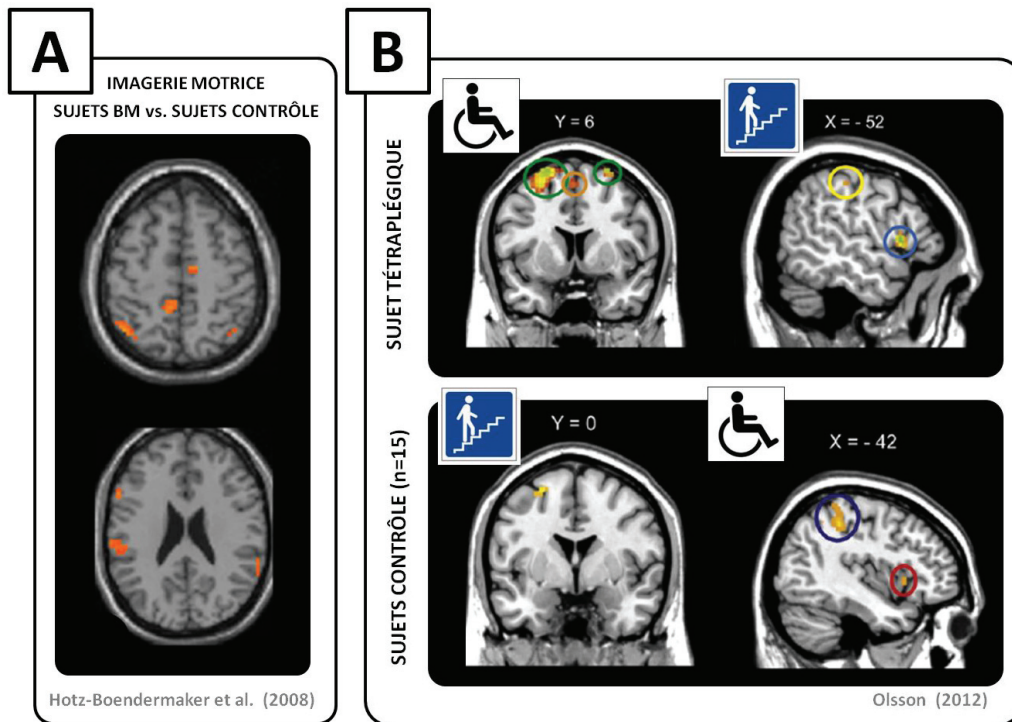 A
IMAGERIE MOTRICE
SUJETS BM vs. SUJETS CONTRÔLE
Hotz-Boendermaker et al. (2008)
B
SUJET TÉTRAPLÉGIQUE
Y = 6
X = - 52
SUJETS CONTRÔLE (n=15)
Y = 0
X = - 42
Olsson (2012)